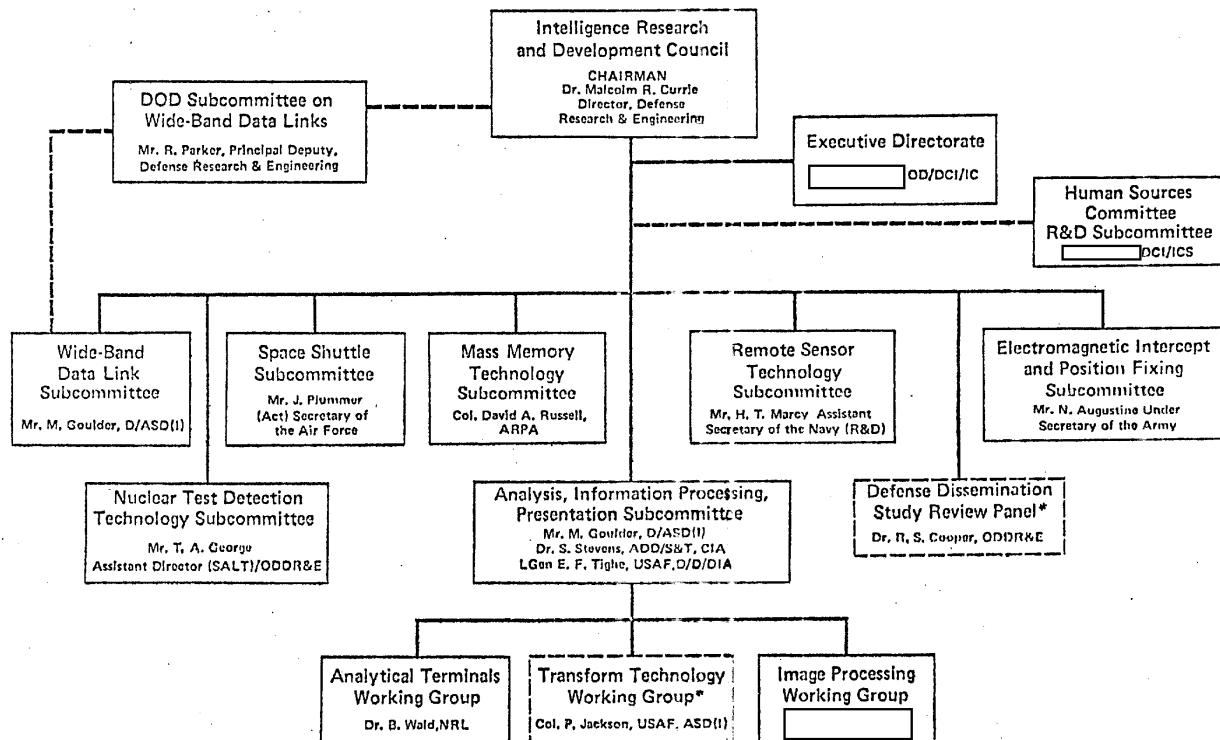 Intelligence Research
and Development Council
CHAIRMAN
Dr. Malcolm R. Currie
Director, Defense
Research & Engineering
DOD Subcommittee on
Wide-Band Data Links
Mr. R. Parker, Principal Deputy,
Defense Research & Engineering
Executive Directorate
OD/DCI/IC
Human Sources
Committee
R&D Subcommittee
DCI/ICS
Wide-Band
Data Link
Subcommittee
Mr. M. Goulder, D/ASD(I)
Space Shuttle
Subcommittee
Mr. J. Plummer
(Act) Secretary of
the Air Force
Mass Memory
Technology
Subcommittee
Col. David A. Russell,
ARPA
Remote Sensor
Technology
Subcommittee
Mr. H. T. Marcy Assistant
Secretary of the Navy (R&D)
Electromagnetic Intercept
and Position Fixing
Subcommittee
Mr. N. Augustine Under
Secretary of the Army
Nuclear Test Detection
Technology Subcommittee
Mr. T. A. George
Assistant Director (SALT)/ODDR&E
Analysis, Information Processing,
Presentation Subcommittee
Mr. M. Goulder, D/ASD(I)
Dr. S. Stevens, ADD/S&T, CIA
LGen E. F. Tighe, USAF,D/D/DIA
Defense Dissemination
Study Review Panel*
Dr. R. S. Cooper, ODDR&E
Analytical Terminals
Working Group
Dr. B. Wald,NRL
Transform Technology
Working Group*
Col. P. Jackson, USAF, ASD(I)
Image Processing
Working Group